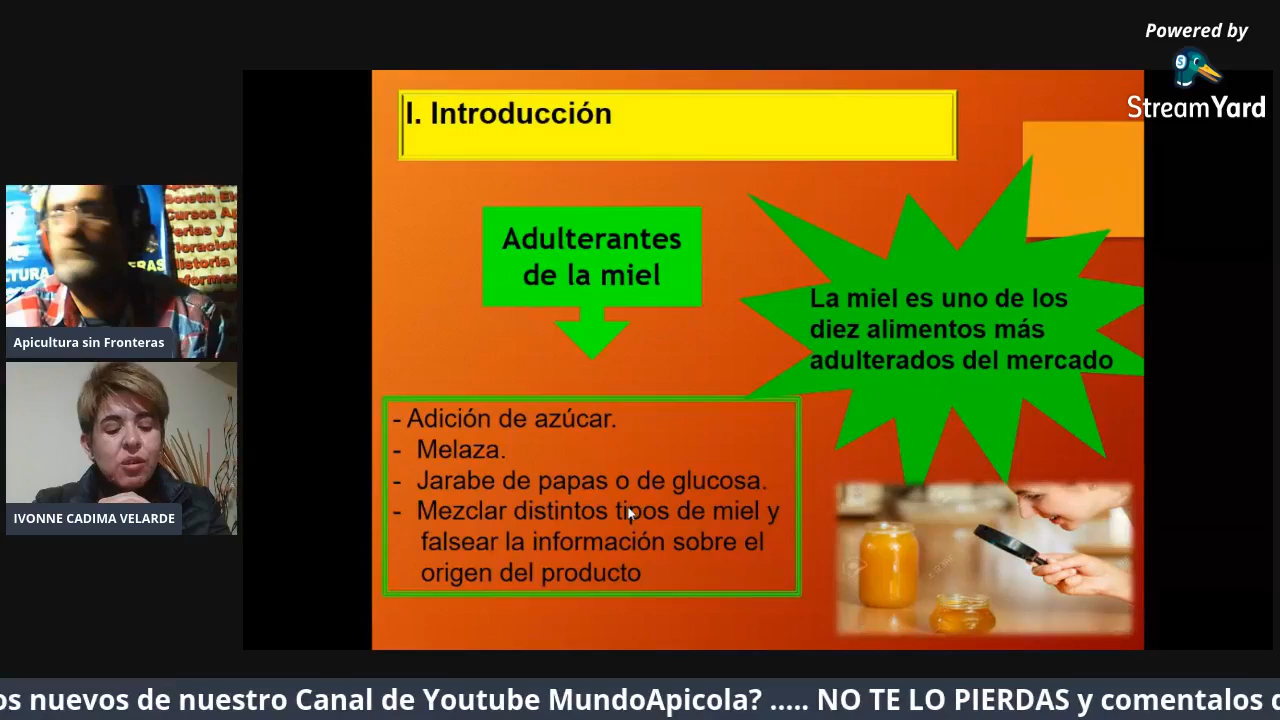 Powered by
StreamYard
I. Introducción
Adulterantes
de la miel
La miel es uno de los
diez alimentos más
adulterados del mercado
- Adición de azúcar.
- Melaza.
- Jarabe de papas o de glucosa.
- Mezclar distintos tipos de miel y
falsear la información sobre el
origen del producto
Apicultura sin Fronteras
IVONNE CADIMA VELARDE
nuevos de nuestro Canal de Youtube MundoApicola? ..... NO TE LO PIERDAS y comentalos